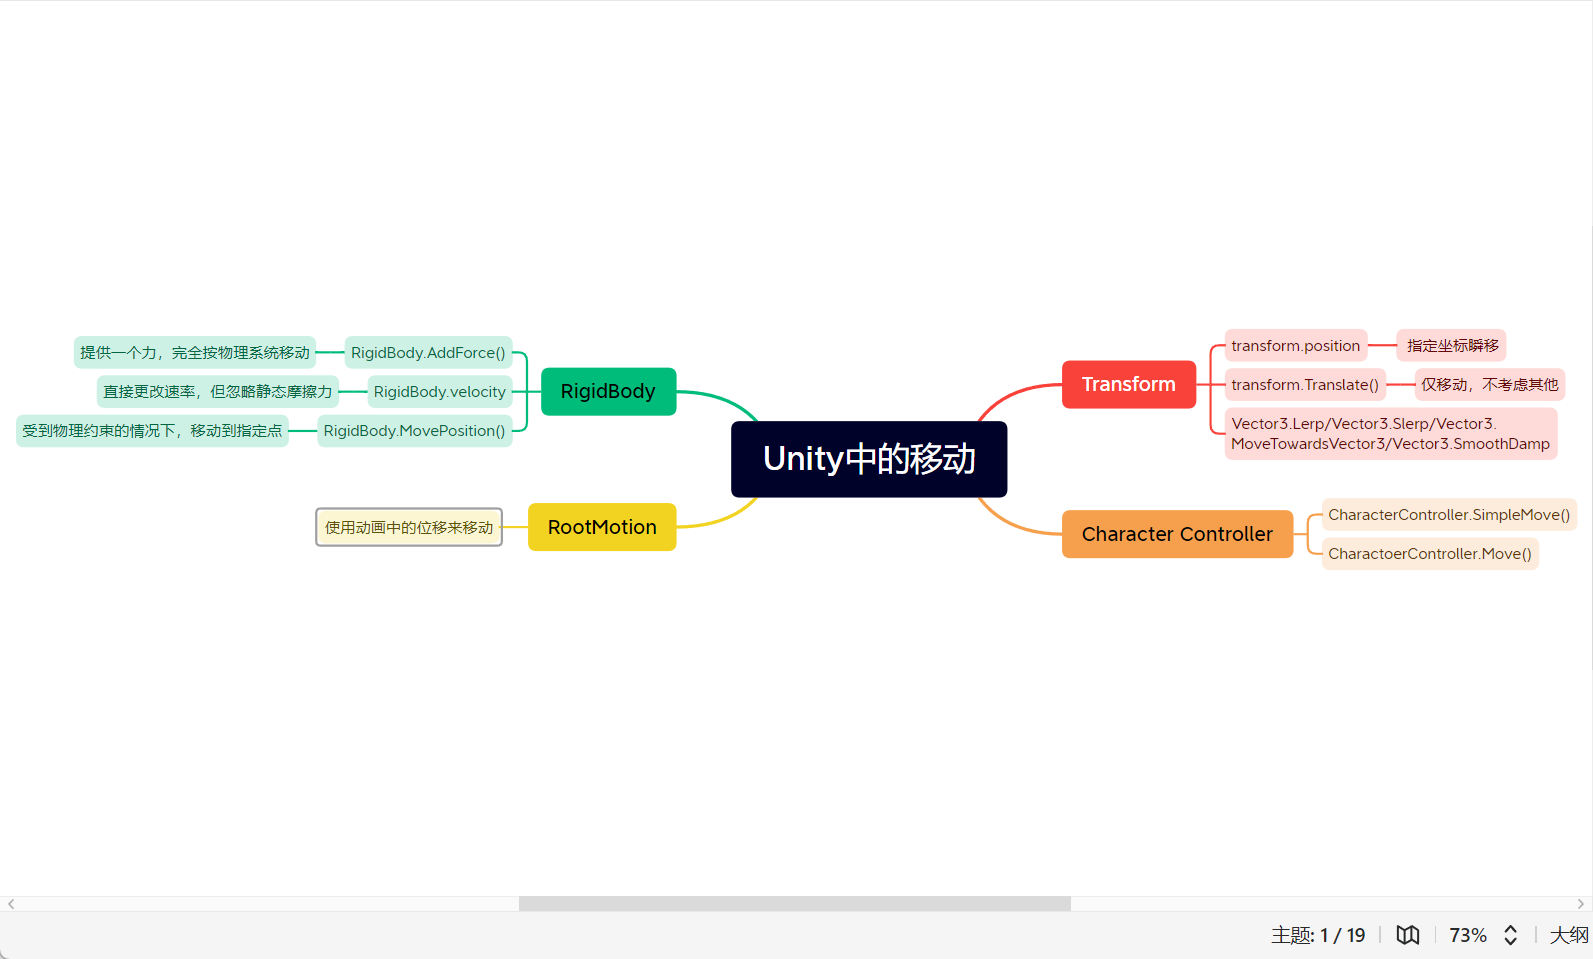 Unity中的移动
Transform
transform.position
指定坐标瞬移
transform.Translate()
仅移动，不考虑其他
Vector3.Lerp/Vector3.Slerp/Vector3.
MoveTowardsVector3/Vector3.SmoothDamp
Character Controller
CharacterController.SimpleMove()
CharactoerController.Move()
RigidBody
RigidBody.AddForce()
提供一个力，完全按物理系统移动
RigidBody.velocity
直接更改速率，但忽略静态摩擦力
RigidBody.MovePosition()
受到物理约束的情况下，移动到指定点
RootMotion
使用动画中的位移来移动
主题: 1 / 19
73%
大纲